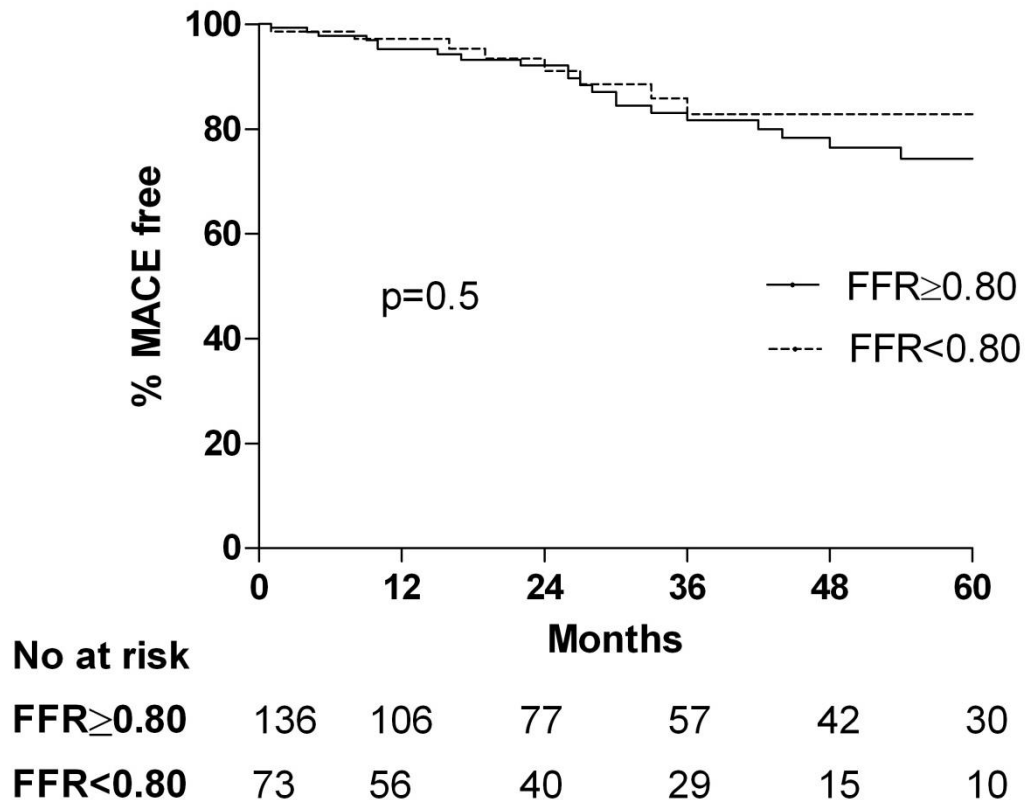 100
80
60
40
20
0
% MACE free
p=0.5
FFR≥0.80
FFR<0.80
0 12 24 36 48 60
Months
No at risk
FFR≥0.80 136 106 77 57 42 30
FFR<0.80 73 56 40 29 15 10